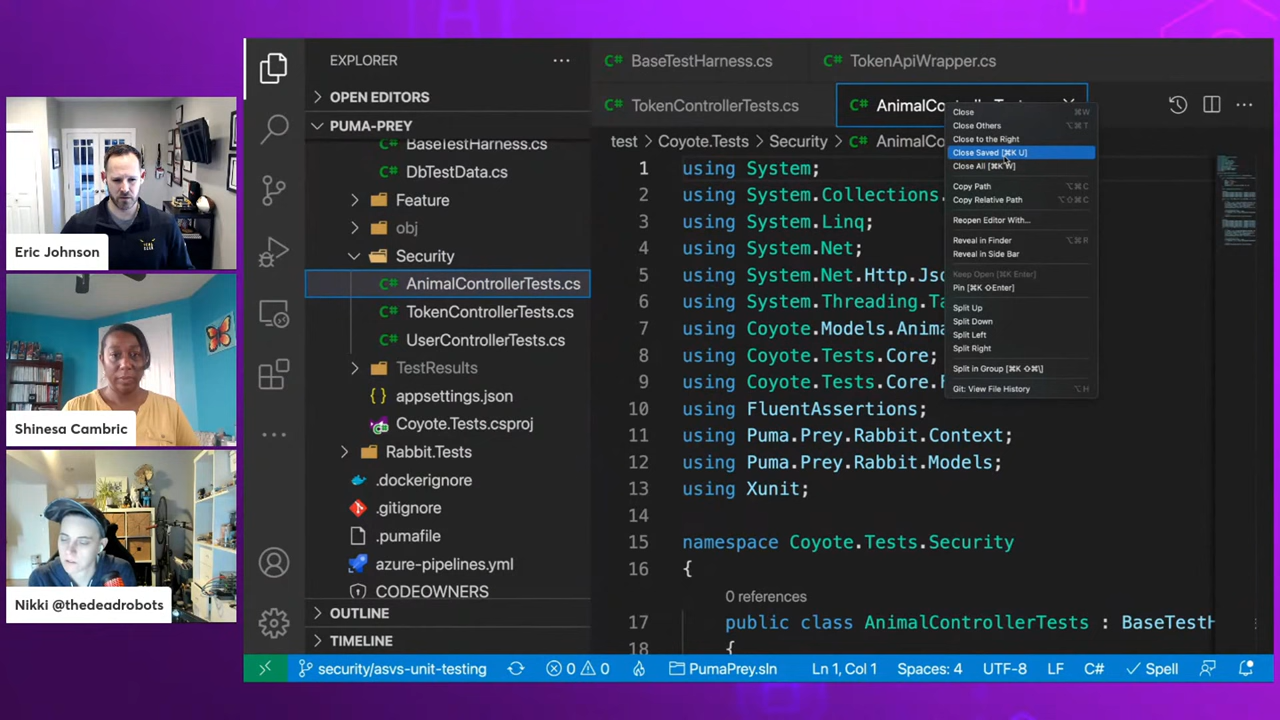 Eric Johnson
Shinesa Cambric
Nikki @thedeadrobots
EXPLORER
OPEN EDITORS
PUMA-PREY
BaseTestHarness.cs
DbTestData.cs
Feature
obj
Security
AnimalControllerTests.cs
TokenControllerTests.cs
UserControllerTests.cs
TestResults
appsettings.json
Coyote.Tests.csproj
Rabbit.Tests
.dockerignore
.gitignore
.pumafile
azure-pipelines.yml
CODEOWNERS
OUTLINE
TIMELINE
BaseTestHarness.cs
TokenApiWrapper.cs
TokenControllerTests.cs
test > Coyote.Tests > Security >
1 using System;
2 using System.Collections.
3 using System.Linq;
4 using System.Net;
5 using System.Net.Http.
6 using System.Threading.
7 using Coyote.Models.
8 using Coyote.Tests.Core;
9 using Coyote.Tests.Core.
10 using FluentAssertions;
11 using Puma.Prey.Rabbit.Context;
12 using Puma.Prey.Rabbit.Models;
13 using Xunit;
14
15 namespace Coyote.Tests.Security
16 {
0 references
17 public class AnimalControllerTests :
18 {
Close ⌘W
Close Others ⌥⌘T
Close to the Right
Close Saved [⌘K U]
Close All [⌘K W]
Copy Path ⌥⌘C
Copy Relative Path ⌥⇧⌘C
Reopen Editor With...
Reveal in Finder ⌥⌘R
Reveal in Side Bar
Keep Open [⌘K Enter]
Pin [⌘K ⇧Enter]
Split Up
Split Down
Split Left
Split Right
Split in Group [⌘K ⇧⌘\]
Git: View File History ⌥H
security/asvs-unit-testing 0 0 PumaPrey.sln Ln 1, Col 1 Spaces: 4 UTF-8 LF C# Spell